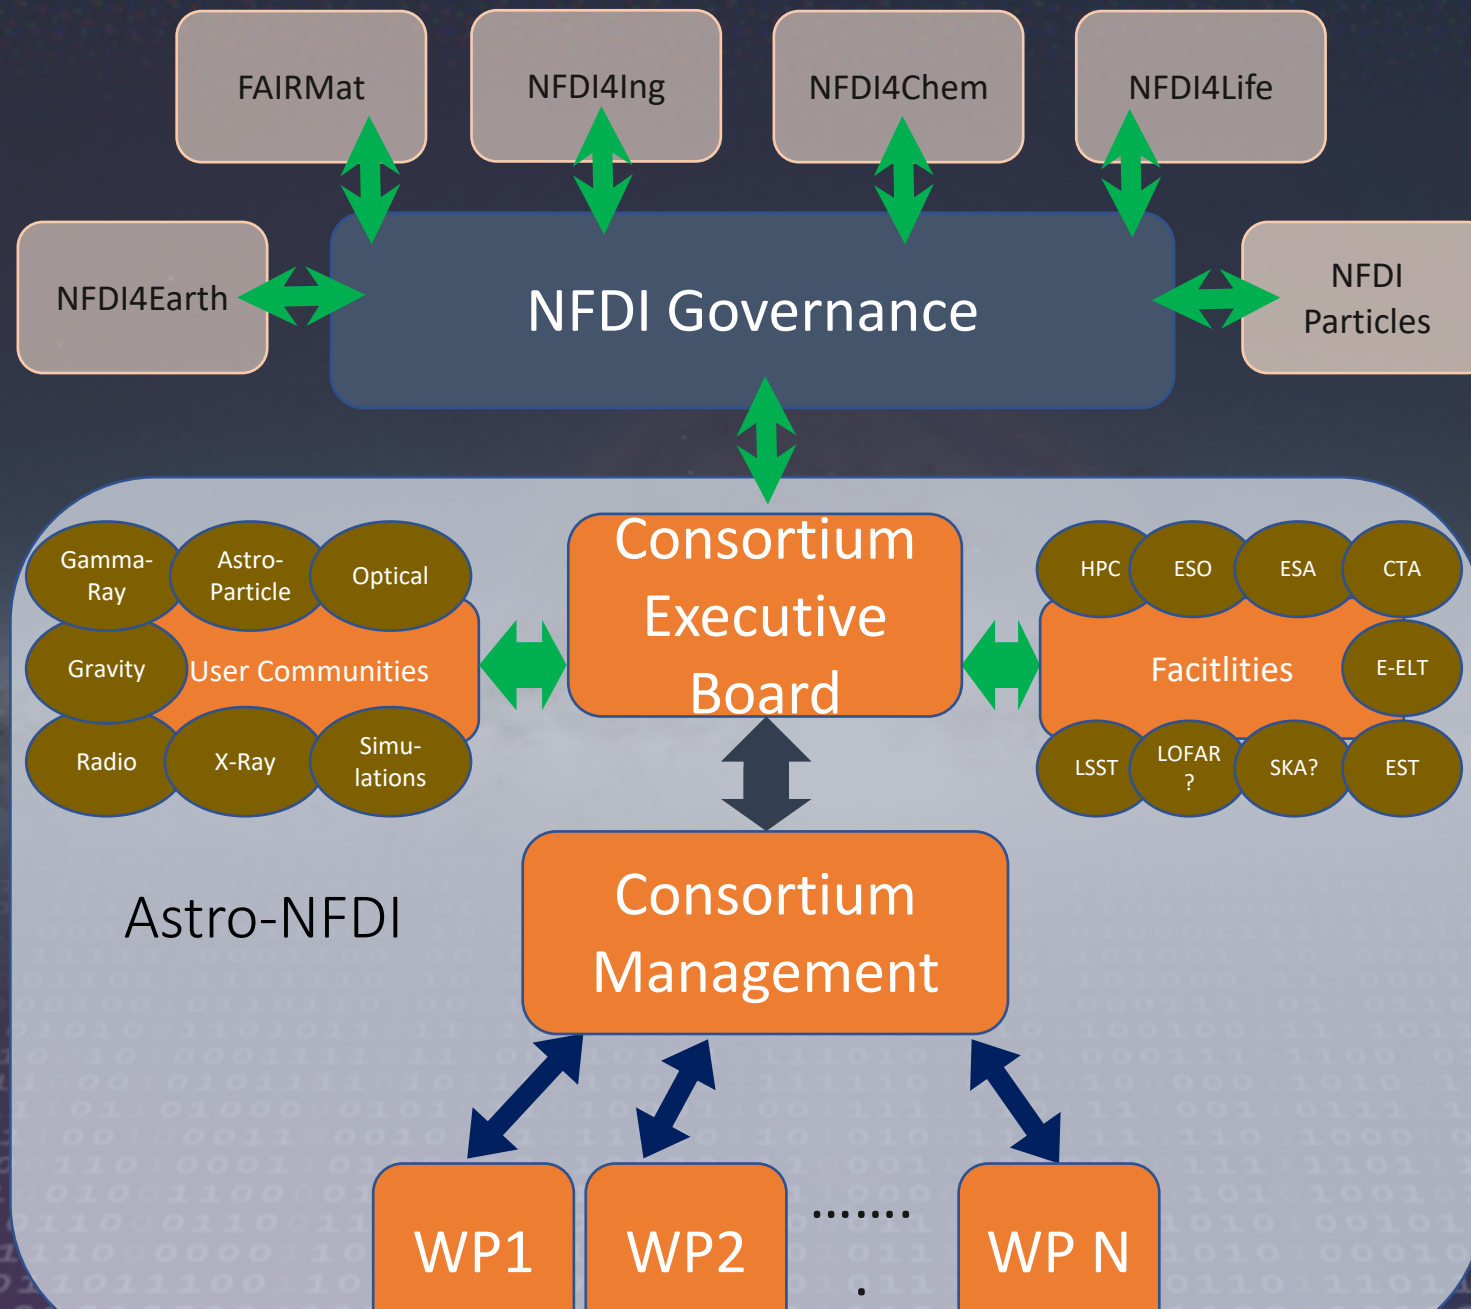 FAIRMat
NFDI4Ing
NFDI4Chem
NFDI4Life
NFDI4Earth
NFDI Governance
NFDI
Particles
Gamma-
Ray
Astro-
Particle
Optical
Gravity
User Communities
Radio
X-Ray
Simu-
lations
Consortium
Executive
Board
HPC
ESO
ESA
CTA
Facitlities
E-ELT
LSST
LOFAR
?
SKA?
EST
Astro-NFDI
Consortium
Management
WP1
WP2
.......
.
WP N